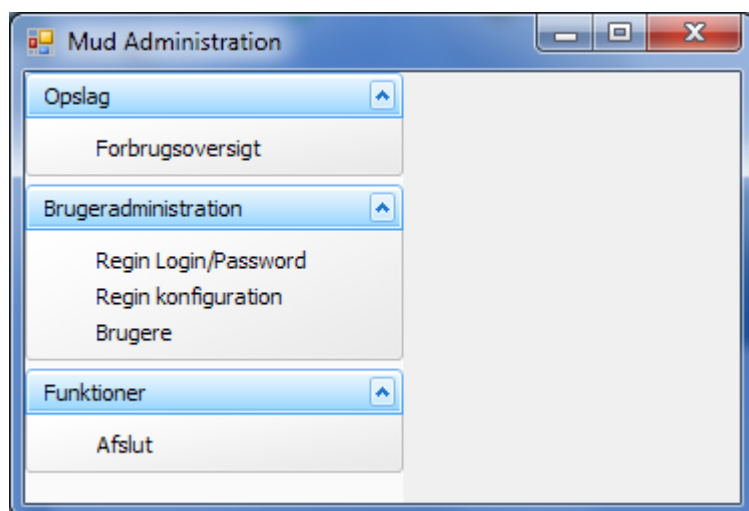 Mud Administration
Opslag
Forbrugsoversigt
Brugeradministration
Regin Login/Password
Regin konfiguration
Brugere
Funktioner
Afslut